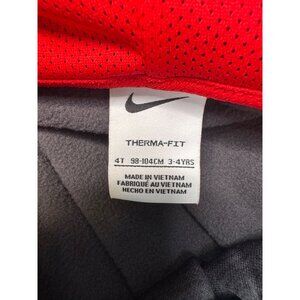 THERMA-FIT
4T 98-104CM 3-4YRS
MADE IN VIETNAM
FABRIQUÉ AU VIETNAM
HECHO EN VIETNAM